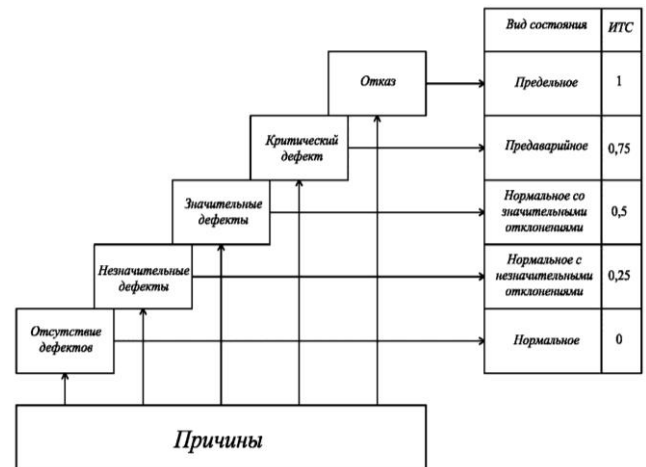 Вид состояния ИТС
Отказ
Предельное 1
Критический
дефект
Предаварийное 0,75
Значительные
дефекты
Нормальное со
значительными
отклонениями
0,5
Незначительные
дефекты
Нормальное с
незначительными
отклонениями
0,25
Отсутствие
дефектов
Нормальное 0
Причины